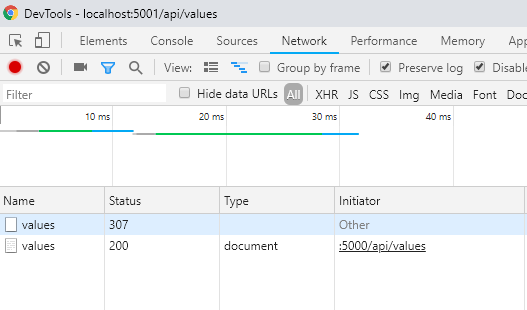 DevTools - localhost:5001/api/values
Elements Console Sources Network Performance Memory Ap
View: Group by frame Preserve log Disable
Filter Hide data URLs All XHR JS CSS Img Media Font Doc
10 ms 20 ms 30 ms 40 ms
Name Status Type Initiator
values 307 Other
values 200 document :5000/api/values